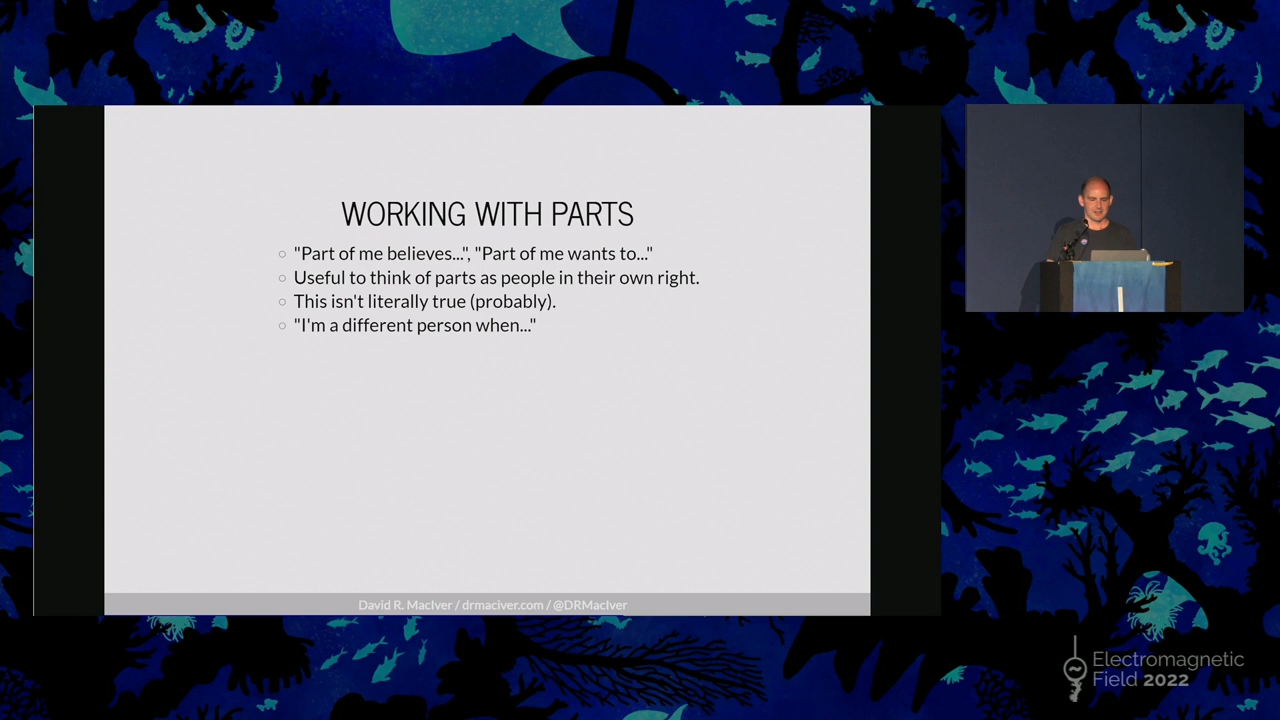 WORKING WITH PARTS
"Part of me believes...", "Part of me wants to..."
Useful to think of parts as people in their own right.
This isn't literally true (probably).
"I'm a different person when..."
David R. MacIver / drmaciver.com / @DRMacIver
Electromagnetic
Field 2022